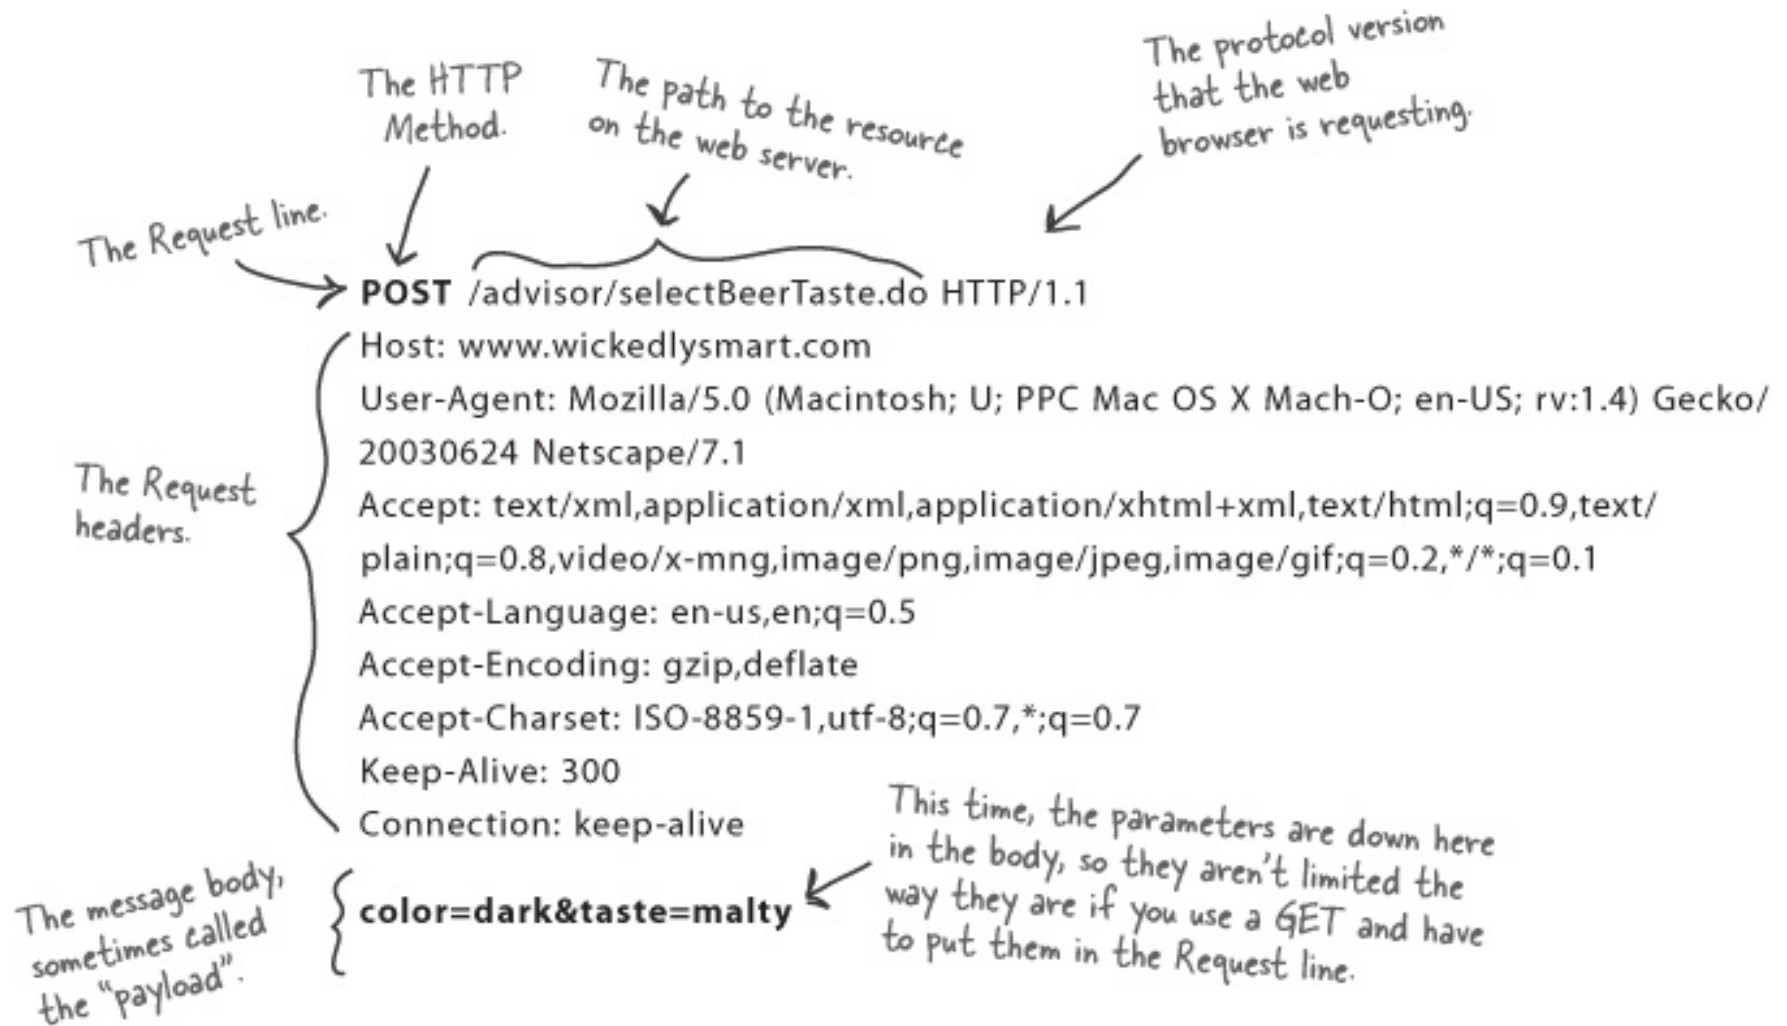 The HTTP
Method.
The path to the resource
on the web server.
The protocol version
that the web
browser is requesting.
The Request line.
POST /advisor/selectBeerTaste.do HTTP/1.1
Host: www.wickedlysmart.com
User-Agent: Mozilla/5.0 (Macintosh; U; PPC Mac OS X Mach-O; en-US; rv:1.4) Gecko/
20030624 Netscape/7.1
Accept: text/xml,application/xml,application/xhtml+xml,text/html;q=0.9,text/
plain;q=0.8,video/x-mng,image/png,image/jpeg,image/gif;q=0.2,*/*;q=0.1
Accept-Language: en-us,en;q=0.5
Accept-Encoding: gzip,deflate
Accept-Charset: ISO-8859-1,utf-8;q=0.7,*;q=0.7
Keep-Alive: 300
Connection: keep-alive
The Request
headers.
color=dark&taste=malty
The message body,
sometimes called
the "payload".
This time, the parameters are down here
in the body, so they aren't limited the
way they are if you use a GET and have
to put them in the Request line.